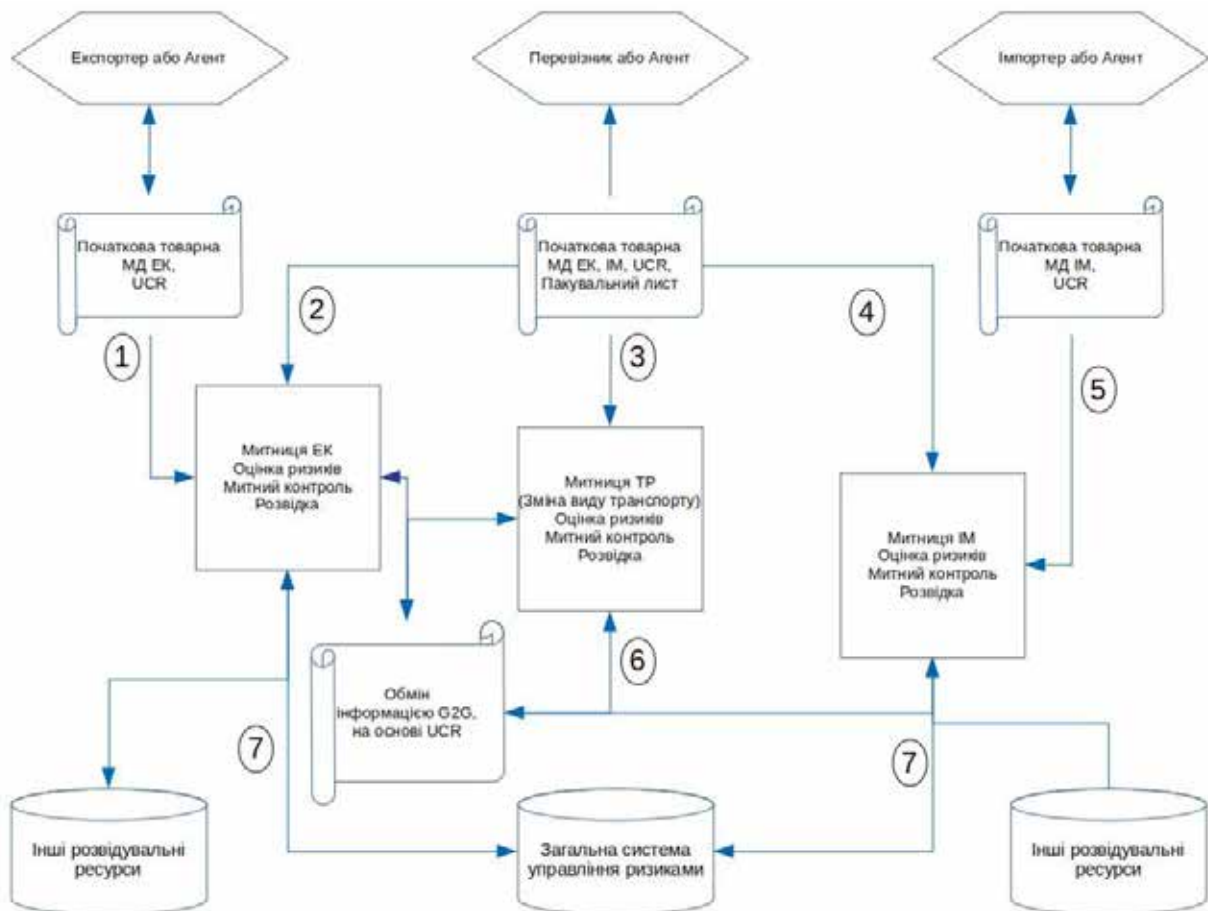 Експортер або Агент
Перевізник або Агент
Імпортер або Агент
Початкова товарна
МД ЕК,
UCR
Початкова товарна
МД ЕК, ІМ, UCR,
Пакувальний лист
Початкова товарна
МД ІМ,
UCR
1
2
3
4
5
Митниця ЕК
Оцінка ризиків
Митний контроль
Розвідка
Митниця ТР
(Зміна виду транспорту)
Оцінка ризиків
Митний контроль
Розвідка
Митниця ІМ
Оцінка ризиків
Митний контроль
Розвідка
6
Обмін
інформацією G2G,
на основі UCR
7
7
Інші розвідувальні
ресурси
Загальна система
управління ризиками
Інші розвідувальні
ресурси